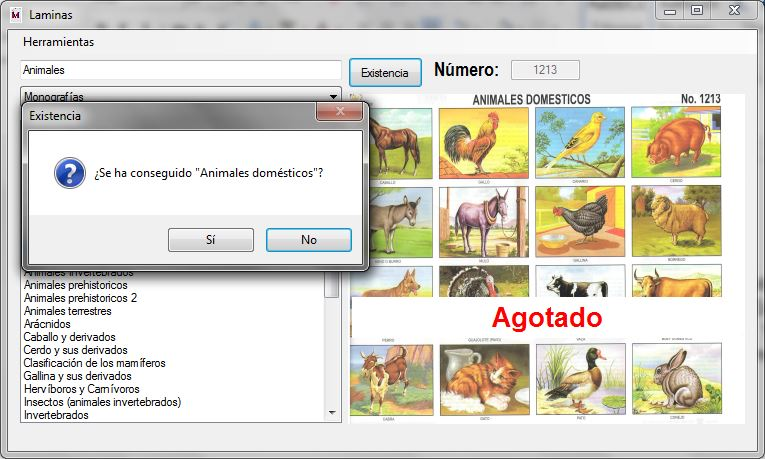 Laminas
Herramientas
Animales
Existencia
Número:
1213
Monografías
ANIMALES DOMESTICOS
No. 1213
Existencia
¿Se ha conseguido "Animales domésticos"?
Sí
No
CABALLO
GALLO
CANARIO
CERDO
MULO
GALLINA
BORREGO
Agotado
PERRO
GUAJOLOTE (PAVO)
VACA
CABRA
GATO
PATO
CONEJO
Animales invertebrados
Animales prehistoricos
Animales prehistoricos 2
Animales terrestres
Arácnidos
Caballo y derivados
Cerdo y sus derivados
Clasificación de los mamíferos
Gallina y sus derivados
Hervíboros y Carnívoros
Insectos (animales invertebrados)
Invertebrados